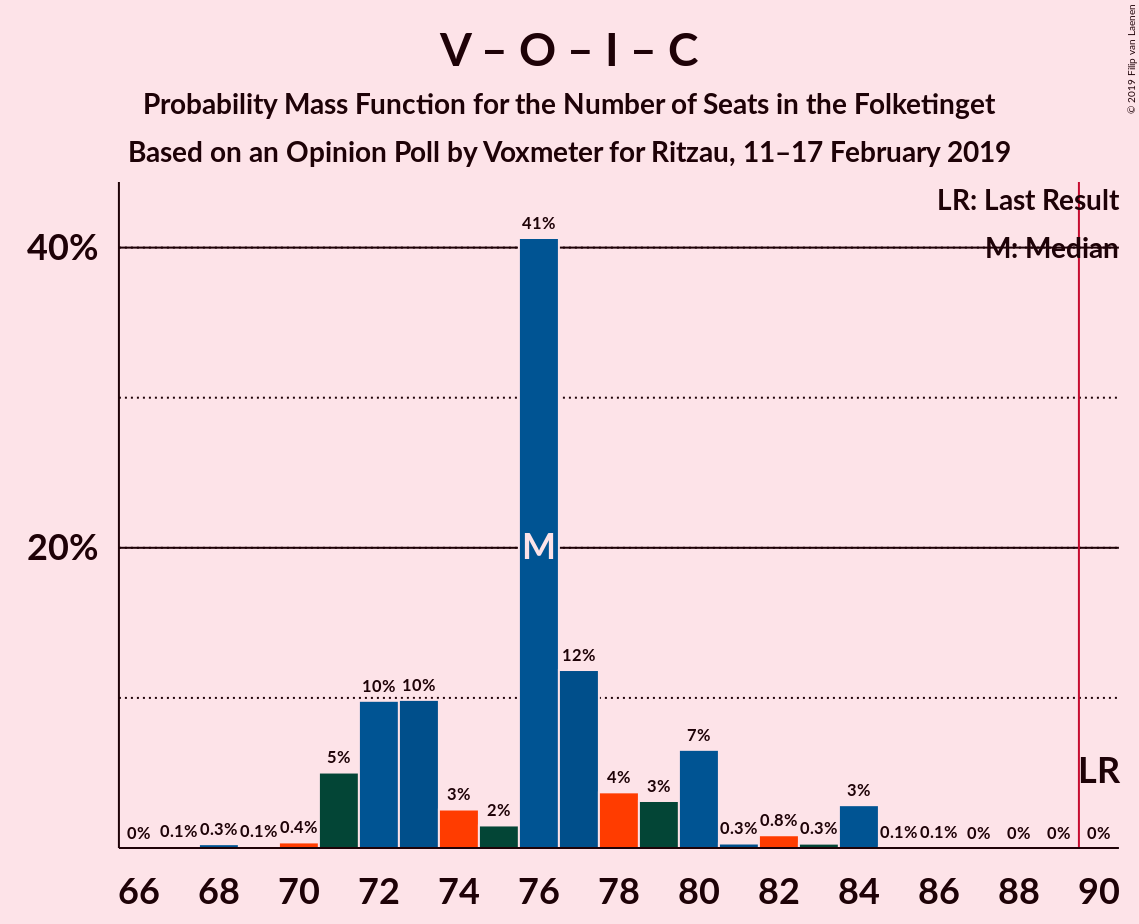 V – O – I – C
Probability Mass Function for the Number of Seats in the Folketinget
Based on an Opinion Poll by Voxmeter for Ritzau, 11–17 February 2019
© 2019 Filip van Laenen
LR: Last Result
M: Median
40%
20%
0% 0.1% 0.3% 0.1% 0.4% 5% 10% 10% 3% 2% 41% 12% 4% 3% 7% 0.3% 0.8% 0.3% 3% 0.1% 0.1% 0% 0% 0% 0%
M
LR
66 68 70 72 74 76 78 80 82 84 86 88 90